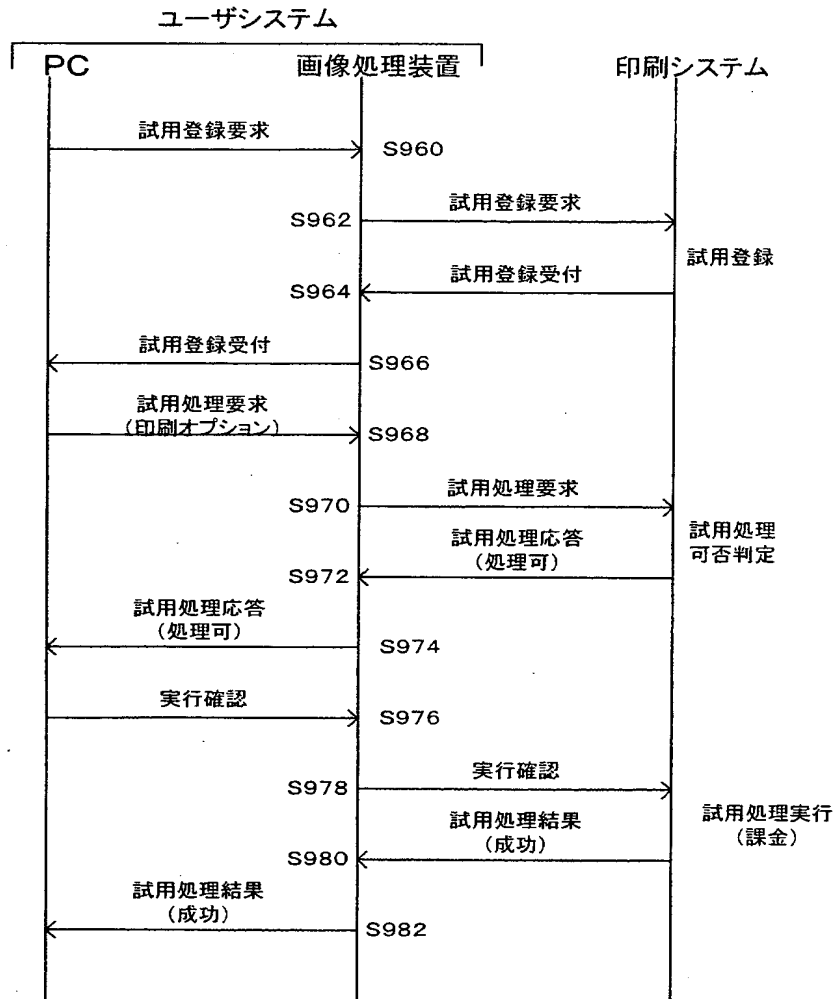 ユーザシステム
PC
画像処理装置
印刷システム
試用登録要求
S960
S962
試用登録要求
試用登録
S964
試用登録受付
試用登録受付
S966
試用処理要求
(印刷オプション)
S968
S970
試用処理要求
試用処理
可否判定
S972
試用処理応答
(処理可)
試用処理応答
(処理可)
S974
実行確認
S976
S978
実行確認
試用処理実行
(課金)
S980
試用処理結果
(成功)
試用処理結果
(成功)
S982